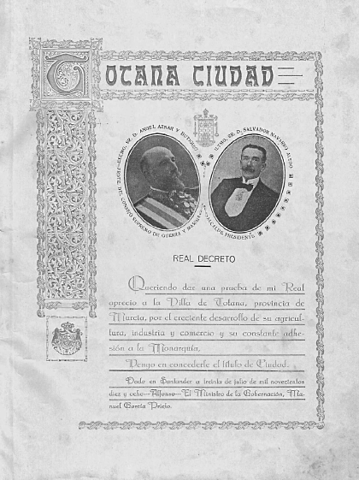 TOTANA CIUDAD
REAL DECRETO
Queriendo dar una prueba de mi Real
aprecio a la Villa de Totana, provincia de
Murcia, por el creciente desarrollo de su agricul-
tura, industria y comercio y su constante adhe-
sión a la Monarquía,
Vengo en concederle el título de Ciudad.
Dado en Santander a treinta de julio de mil novecientos
diez y ocho.—Alfonso—El Ministro de la Gobernación, Ma-
nuel García Prieto.